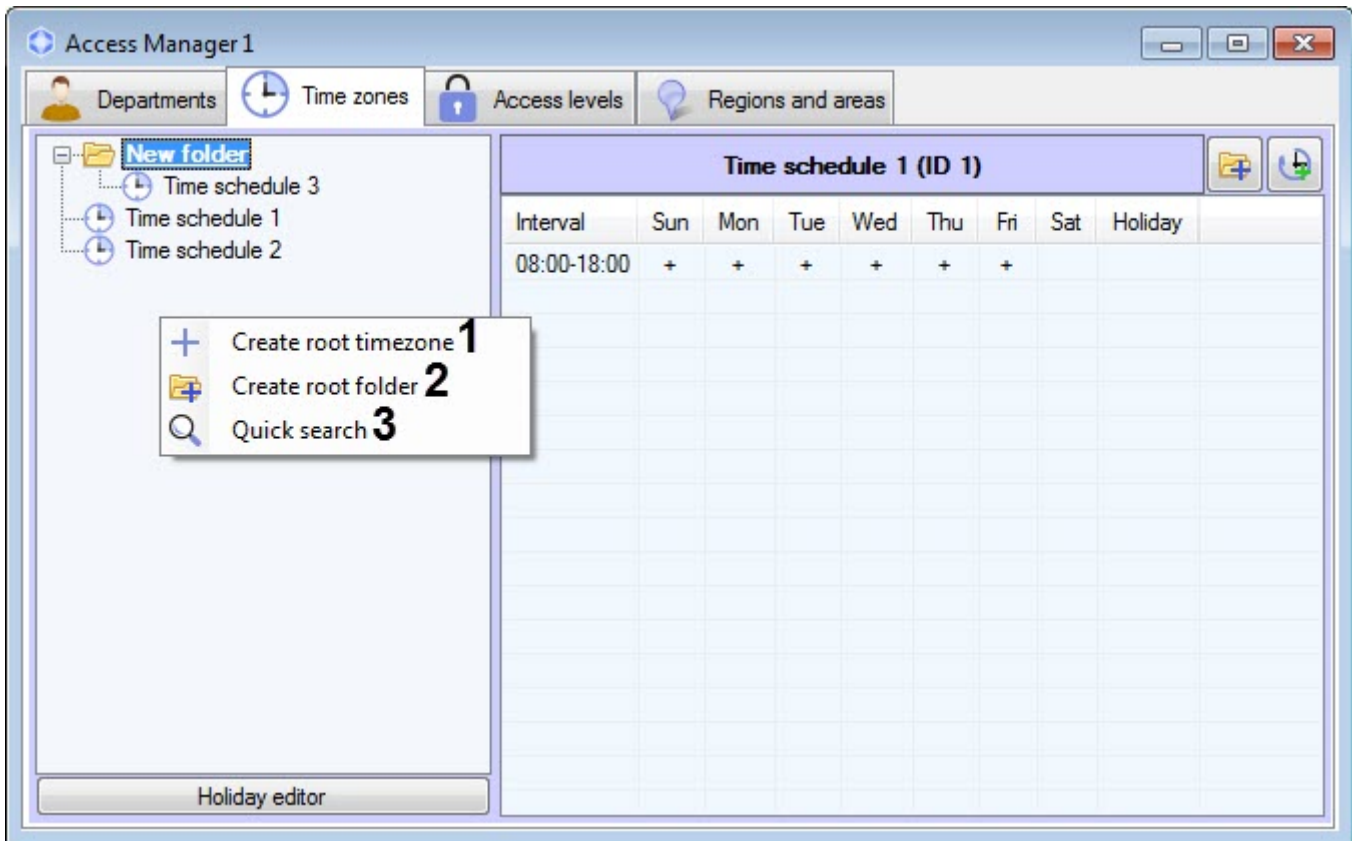 Access Manager 1
Departments Time zones Access levels Regions and areas
New folder
Time schedule 3
Time schedule 1
Time schedule 2
Create root timezone 1
Create root folder 2
Quick search 3
Holiday editor
Time schedule 1 (ID 1)
Interval Sun Mon Tue Wed Thu Fri Sat Holiday
08:00-18:00 + + + + + +